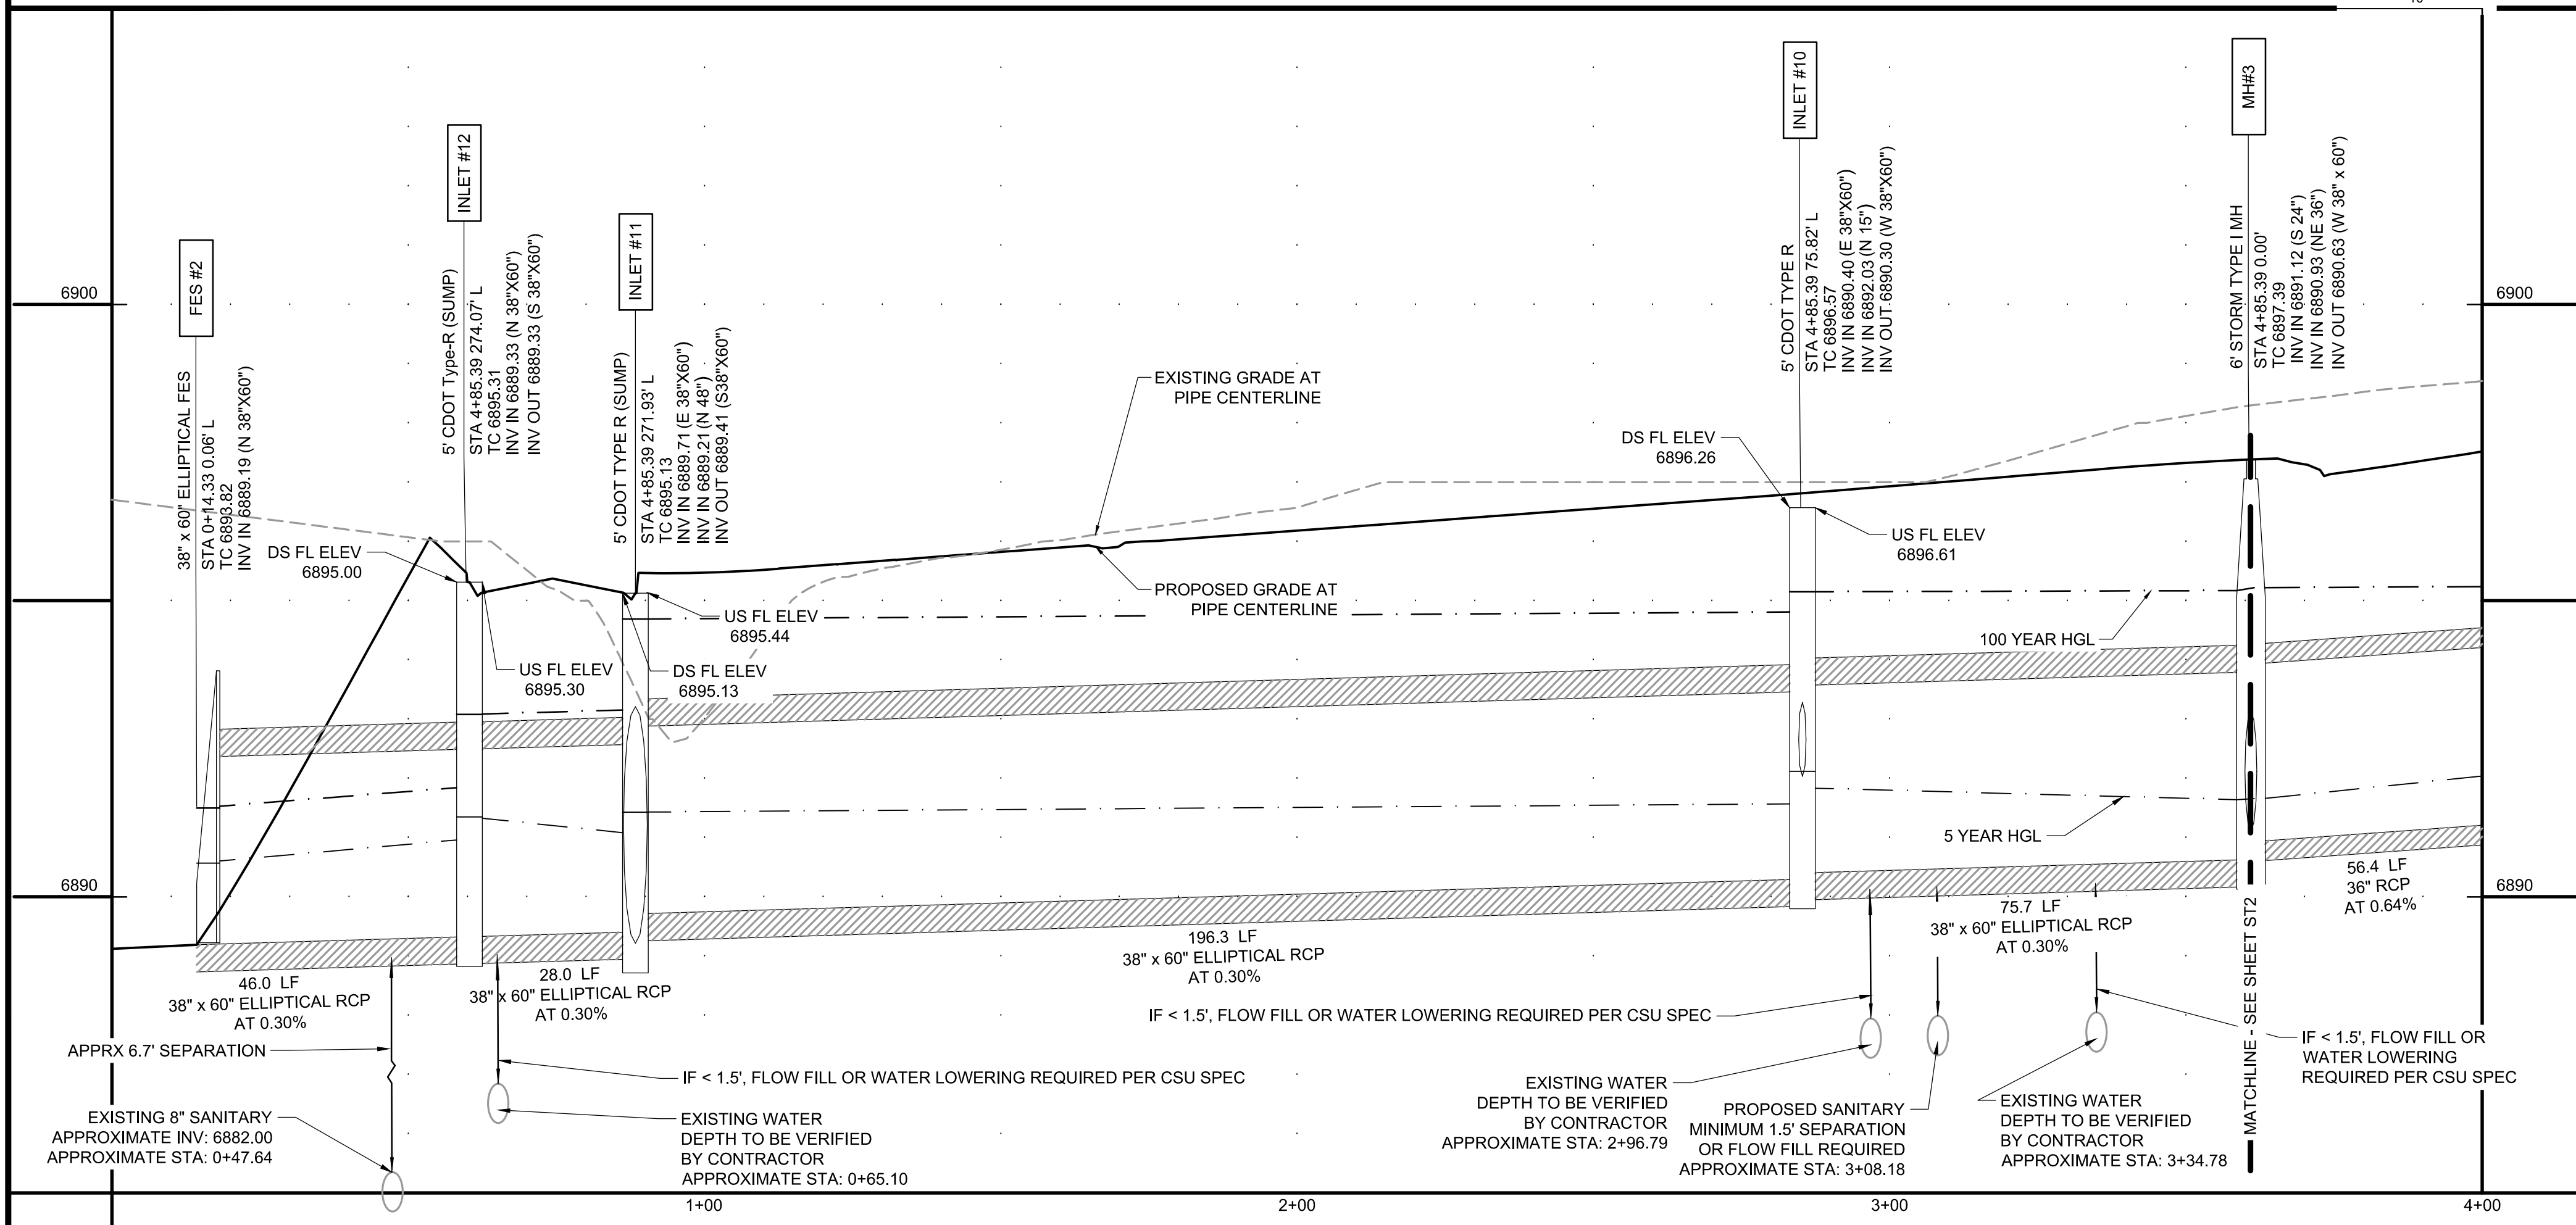 FES #2
38" x 60" ELLIPTICAL FES
STA 0+14.33 0.06' L
TC 6893.82
INV IN 6889.19 (N 38"X60")
INLET #12
5' CDOT Type-R (SUMP)
STA 4+85.39 274.07' L
TC 6895.31
INV IN 6889.33 (N 38"X60")
INV OUT 6889.33 (S 38"X60")
INLET #11
5' CDOT TYPE R (SUMP)
STA 4+85.39 271.93' L
TC 6895.13
INV IN 6889.71 (E 38"X60")
INV IN 6889.21 (N 48")
INV OUT 6889.41 (S38"X60")
INLET #10
5' CDOT TYPE R
STA 4+85.39 75.82' L
TC 6896.57
INV IN 6890.40 (E 38"X60")
INV IN 6892.03 (N 15")
INV OUT 6890.30 (W 38"X60")
MH#3
6' STORM TYPE I MH
STA 4+85.39 0.00'
TC 6897.39
INV IN 6891.12 (S 24")
INV IN 6890.93 (NE 36")
INV OUT 6890.63 (W 38" x 60")
6900
6900
EXISTING GRADE AT
PIPE CENTERLINE
DS FL ELEV
6896.26
US FL ELEV
6896.61
DS FL ELEV
6895.00
PROPOSED GRADE AT
PIPE CENTERLINE
US FL ELEV
6895.44
100 YEAR HGL
US FL ELEV
6895.30
DS FL ELEV
6895.13
5 YEAR HGL
6890
6890
56.4 LF
36" RCP
AT 0.64%
75.7 LF
38" x 60" ELLIPTICAL RCP
AT 0.30%
196.3 LF
38" x 60" ELLIPTICAL RCP
AT 0.30%
46.0 LF
38" x 60" ELLIPTICAL RCP
AT 0.30%
28.0 LF
38" x 60" ELLIPTICAL RCP
AT 0.30%
IF < 1.5', FLOW FILL OR WATER LOWERING REQUIRED PER CSU SPEC
APPRX 6.7' SEPARATION
IF < 1.5', FLOW FILL OR
WATER LOWERING
REQUIRED PER CSU SPEC
IF < 1.5', FLOW FILL OR WATER LOWERING REQUIRED PER CSU SPEC
EXISTING 8" SANITARY
APPROXIMATE INV: 6882.00
APPROXIMATE STA: 0+47.64
EXISTING WATER
DEPTH TO BE VERIFIED
BY CONTRACTOR
APPROXIMATE STA: 0+65.10
EXISTING WATER
DEPTH TO BE VERIFIED
BY CONTRACTOR
APPROXIMATE STA: 2+96.79
PROPOSED SANITARY
MINIMUM 1.5' SEPARATION
OR FLOW FILL REQUIRED
APPROXIMATE STA: 3+08.18
EXISTING WATER
DEPTH TO BE VERIFIED
BY CONTRACTOR
APPROXIMATE STA: 3+34.78
MATCHLINE - SEE SHEET ST2
1+00
2+00
3+00
4+00